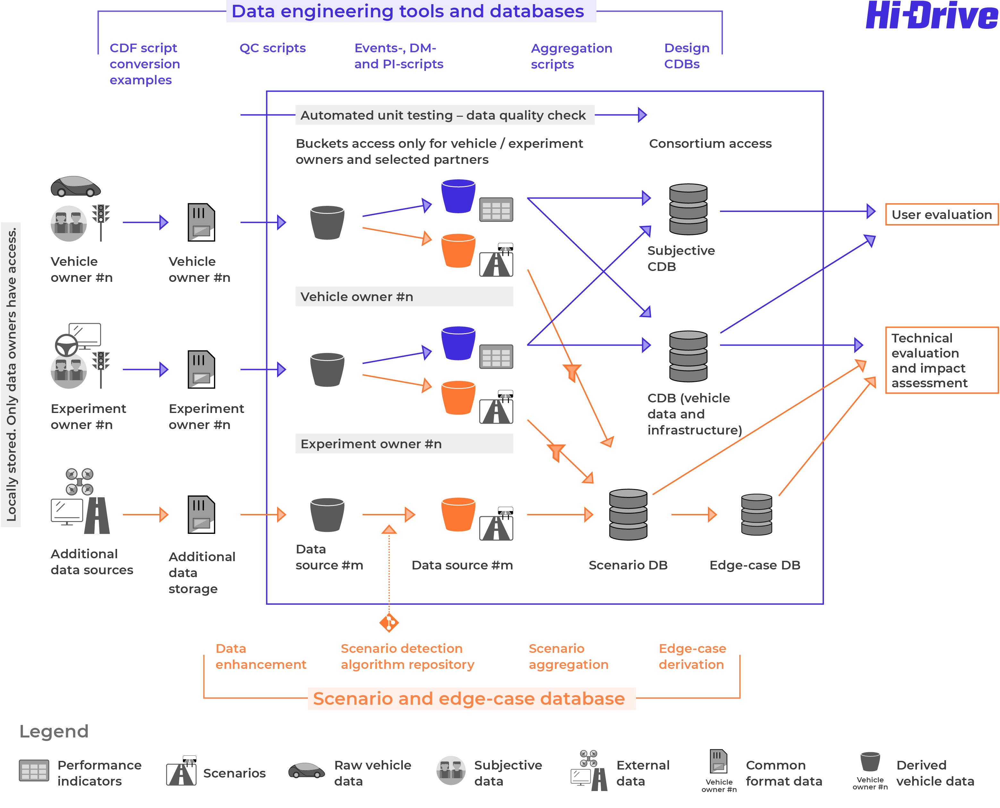 Data engineering tools and databases
Hi-Drive
CDF script
conversion
examples
QC scripts
Events-, DM-
and PI-scripts
Aggregation
scripts
Design
CDBs
Automated unit testing – data quality check
Buckets access only for vehicle / experiment
owners and selected partners
Consortium access
Locally stored. Only data owners have access.
Vehicle
owner #n
Vehicle
owner #n
Vehicle owner #n
Subjective
CDB
User evaluation
Experiment
owner #n
Experiment
owner #n
Experiment owner #n
CDB (vehicle
data and
infrastructure)
Technical
evaluation
and impact
assessment
Additional
data sources
Additional
data
storage
Data
source #m
Data source #m
Scenario DB
Edge-case DB
Data
enhancement
Scenario detection
algorithm repository
Scenario
aggregation
Edge-case
derivation
Scenario and edge-case database
Legend
Performance
indicators
Scenarios
Raw vehicle
data
Subjective
data
External
data
Vehicle
owner #n
Common
format data
Vehicle
owner #n
Derived
vehicle data